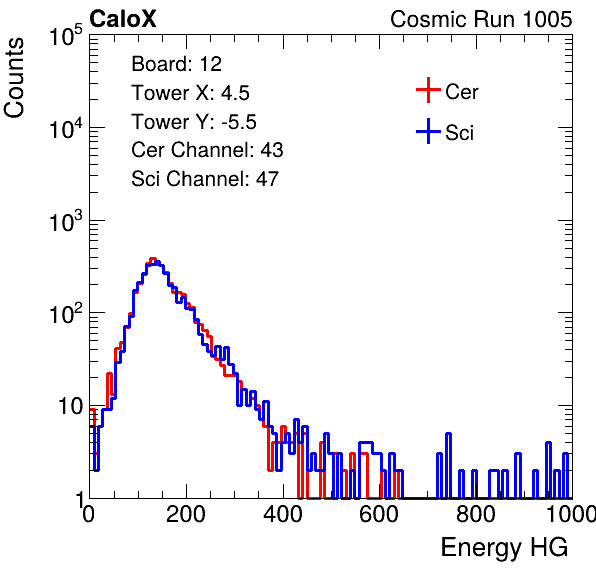 CaloX Cosmic Run 1005
Counts
10^5
10^4
10^3
10^2
10
1
Board: 12
Tower X: 4.5
Tower Y: -5.5
Cer Channel: 43
Sci Channel: 47
Cer
Sci
0 200 400 600 800 1000
Energy HG